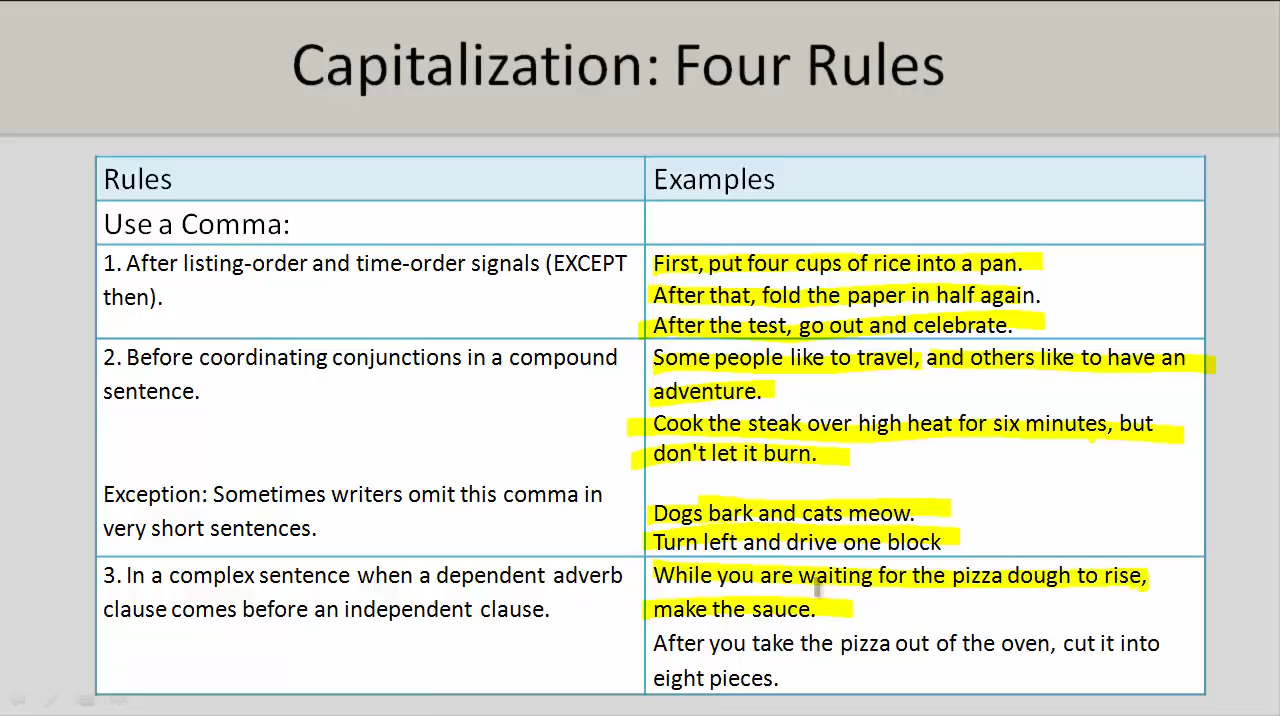 Capitalization: Four Rules
Rules
Examples
Use a Comma:
1. After listing-order and time-order signals (EXCEPT
then).
First, put four cups of rice into a pan.
After that, fold the paper in half again.
After the test, go out and celebrate.
2. Before coordinating conjunctions in a compound
sentence.
Exception: Sometimes writers omit this comma in
very short sentences.
Some people like to travel, and others like to have an
adventure.
Cook the steak over high heat for six minutes, but
don't let it burn.
Dogs bark and cats meow.
Turn left and drive one block
3. In a complex sentence when a dependent adverb
clause comes before an independent clause.
While you are waiting for the pizza dough to rise,
make the sauce.
After you take the pizza out of the oven, cut it into
eight pieces.